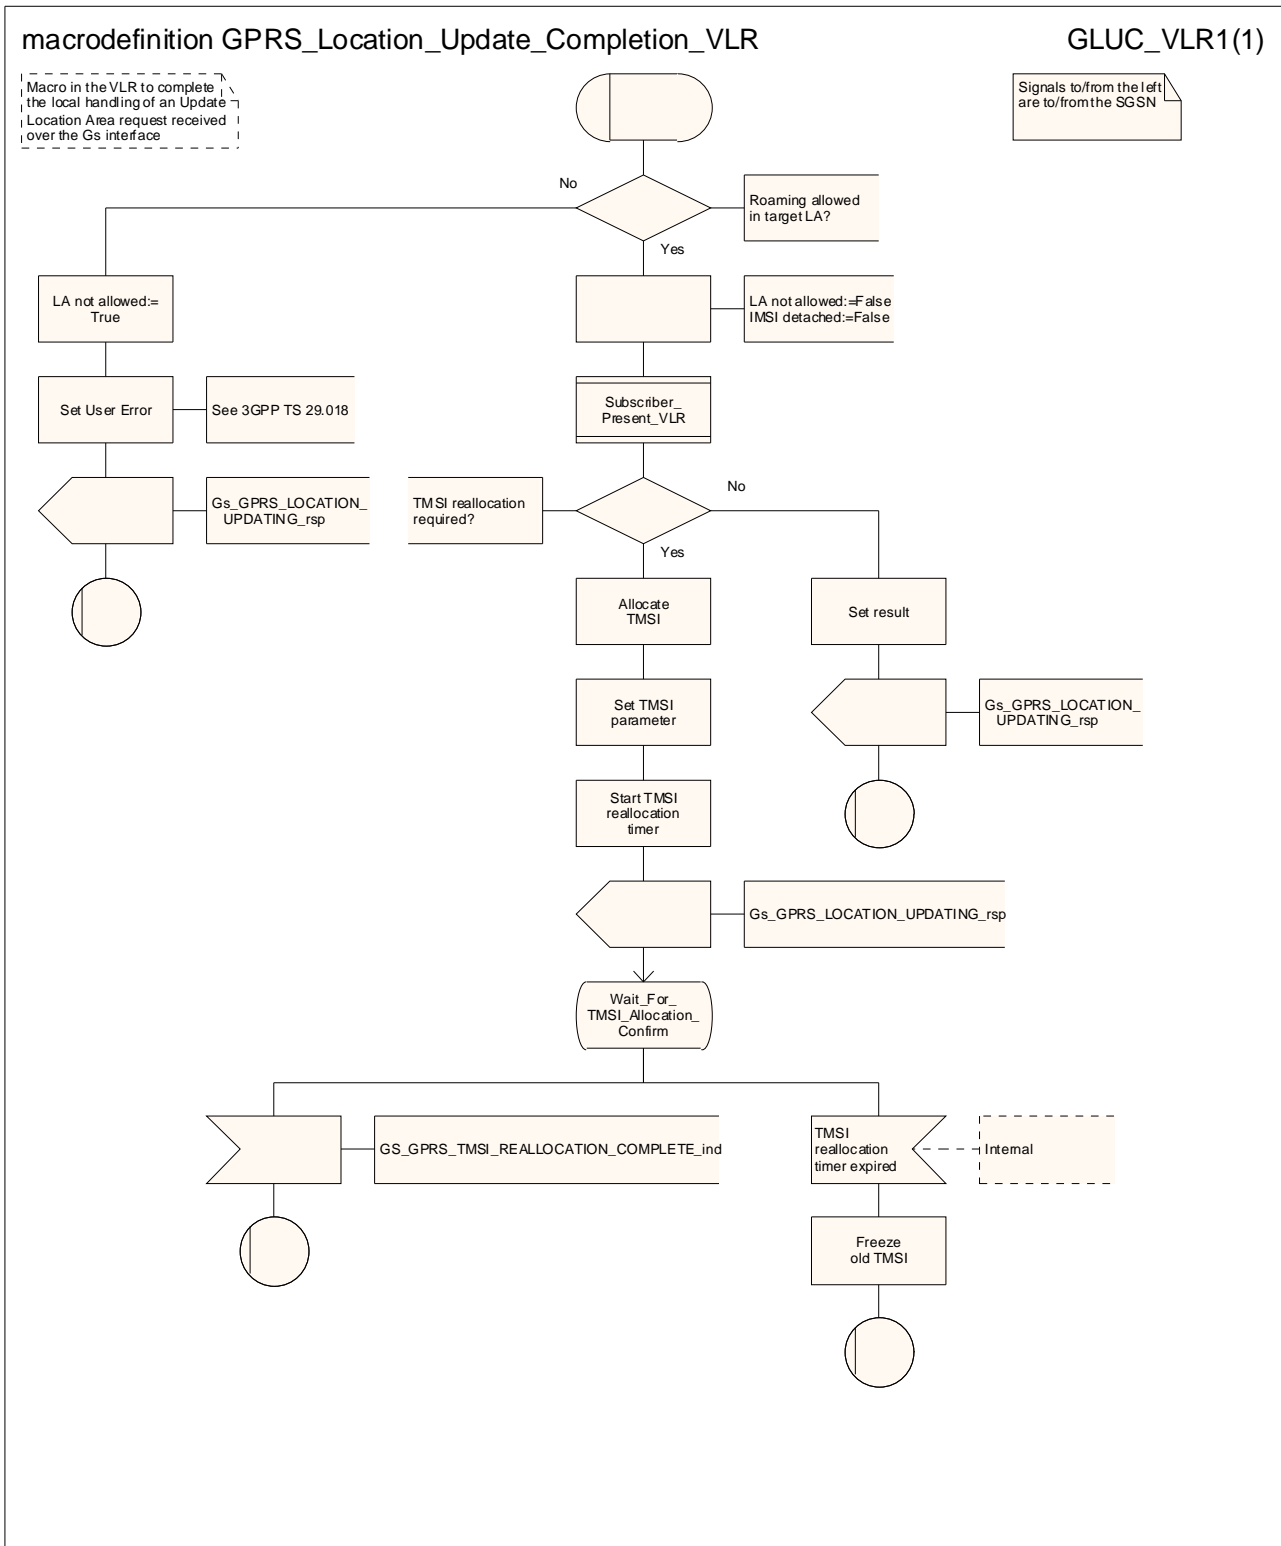 macrodefinition GPRS_Location_Update_Completion_VLR
GLUC_VLR1(1)
Macro in the VLR to complete
the local handling of an Update
Location Area request received
over the Gs interface
Signals to/from the left
are to/from the SGSN
No
Roaming allowed
in target LA?
Yes
LA not allowed:=
True
LA not allowed:=False
IMSI detached:=False
Set User Error
See 3GPP TS 29.018
Subscriber_
Present_VLR
Gs_GPRS_LOCATION_
UPDATING_rsp
TMSI reallocation
required?
No
Yes
Allocate
TMSI
Set result
Set TMSI
parameter
Gs_GPRS_LOCATION_
UPDATING_rsp
Start TMSI
reallocation
timer
Gs_GPRS_LOCATION_UPDATING_rsp
Wait_For_
TMSI_Allocation_
Confirm
GS_GPRS_TMSI_REALLOCATION_COMPLETE_ind
TMSI
reallocation
timer expired
Internal
Freeze
old TMSI